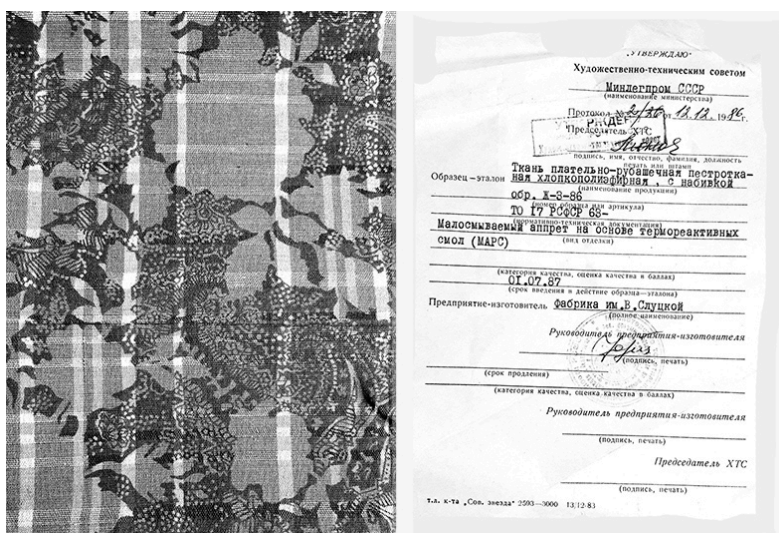 „УТВЕРЖДАЮ"
Художественно-техническим советом
Минлегпром СССР
(наименование министерства)
Протокол № от 12.12.1986 г.
Председатель ХТС
подпись, имя, отчество, фамилия, должность
печать или штамп
Образец-эталон Ткань плательно-рубашечная пестротка-
ная хлопкополиэфирная , с набивкой
(наименование продукции)
обр. X-3-86
(номер образца или артикула)
ТО 17 РСФСР 63-
(нормативно-техническая документация)
Малосмываемый аппрет на основе термореактивных
смол (МАРС) (вид отделки)
(категория качества, оценка качества в баллах)
01.07.87
(срок введения в действие образца-эталона)
Предприятие-изготовитель Фабрика им.В.Слуцкой
(полное наименование)
Руководитель предприятия-изготовителя
(подпись, печать)
(срок продления)
(категория качества, оценка качества в баллах)
Руководитель предприятия-изготовителя
(подпись, печать)
Председатель ХТС
(подпись, печать)
т.л. к-та „Сов. звезда" 2593—3000 13/12-83